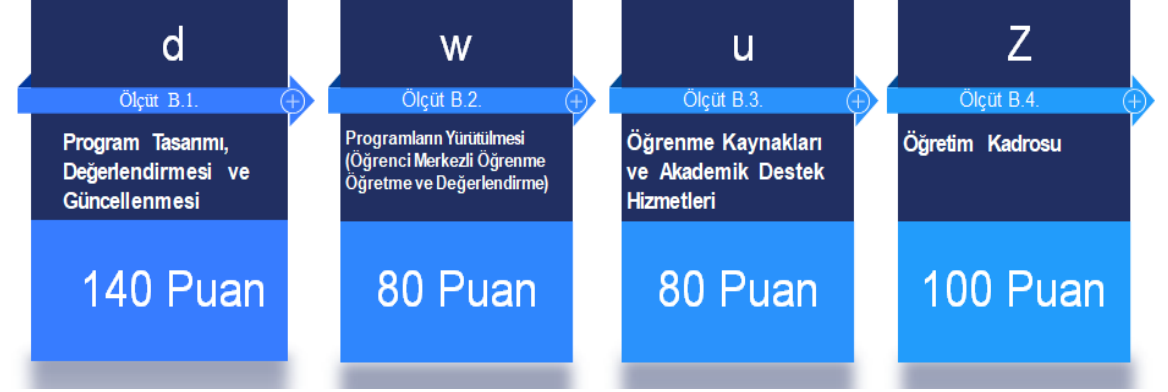 d
Ölçüt B.1.
Program Tasarımı,
Değerlendirmesi ve
Güncellenmesi
140 Puan
w
Ölçüt B.2.
Programların Yürütülmesi
(Öğrenci Merkezli Öğrenme
Öğretme ve Değerlendirme)
80 Puan
u
Ölçüt B.3.
Öğrenme Kaynakları
ve Akademik Destek
Hizmetleri
80 Puan
Z
Ölçüt B.4.
Öğretim Kadrosu
100 Puan